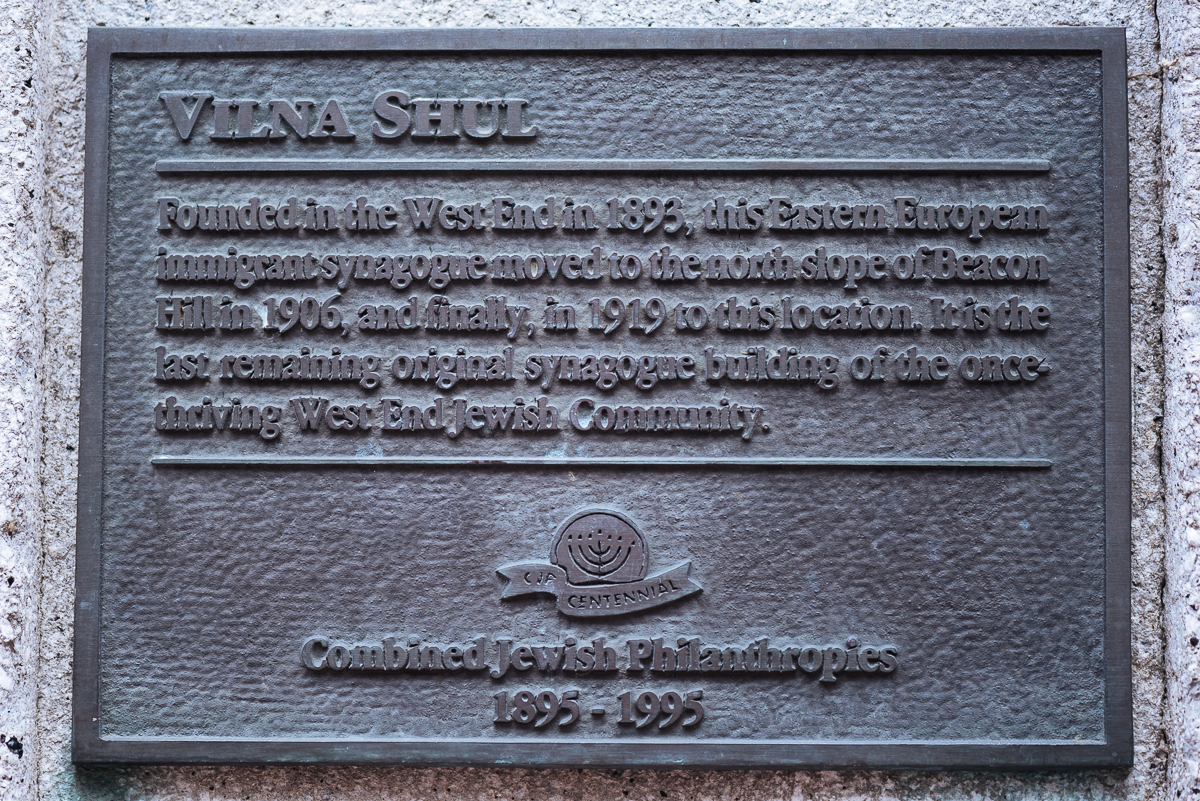 VILNA SHUL
Founded in the West End in 1893, this Eastern European
immigrant synagogue moved to the north slope of Beacon
Hill in 1906, and finally, in 1919 to this location. It is the
last remaining original synagogue building of the once-
thriving West End Jewish Community.
CJP
CENTENNIAL
Combined Jewish Philanthropies
1895 - 1995